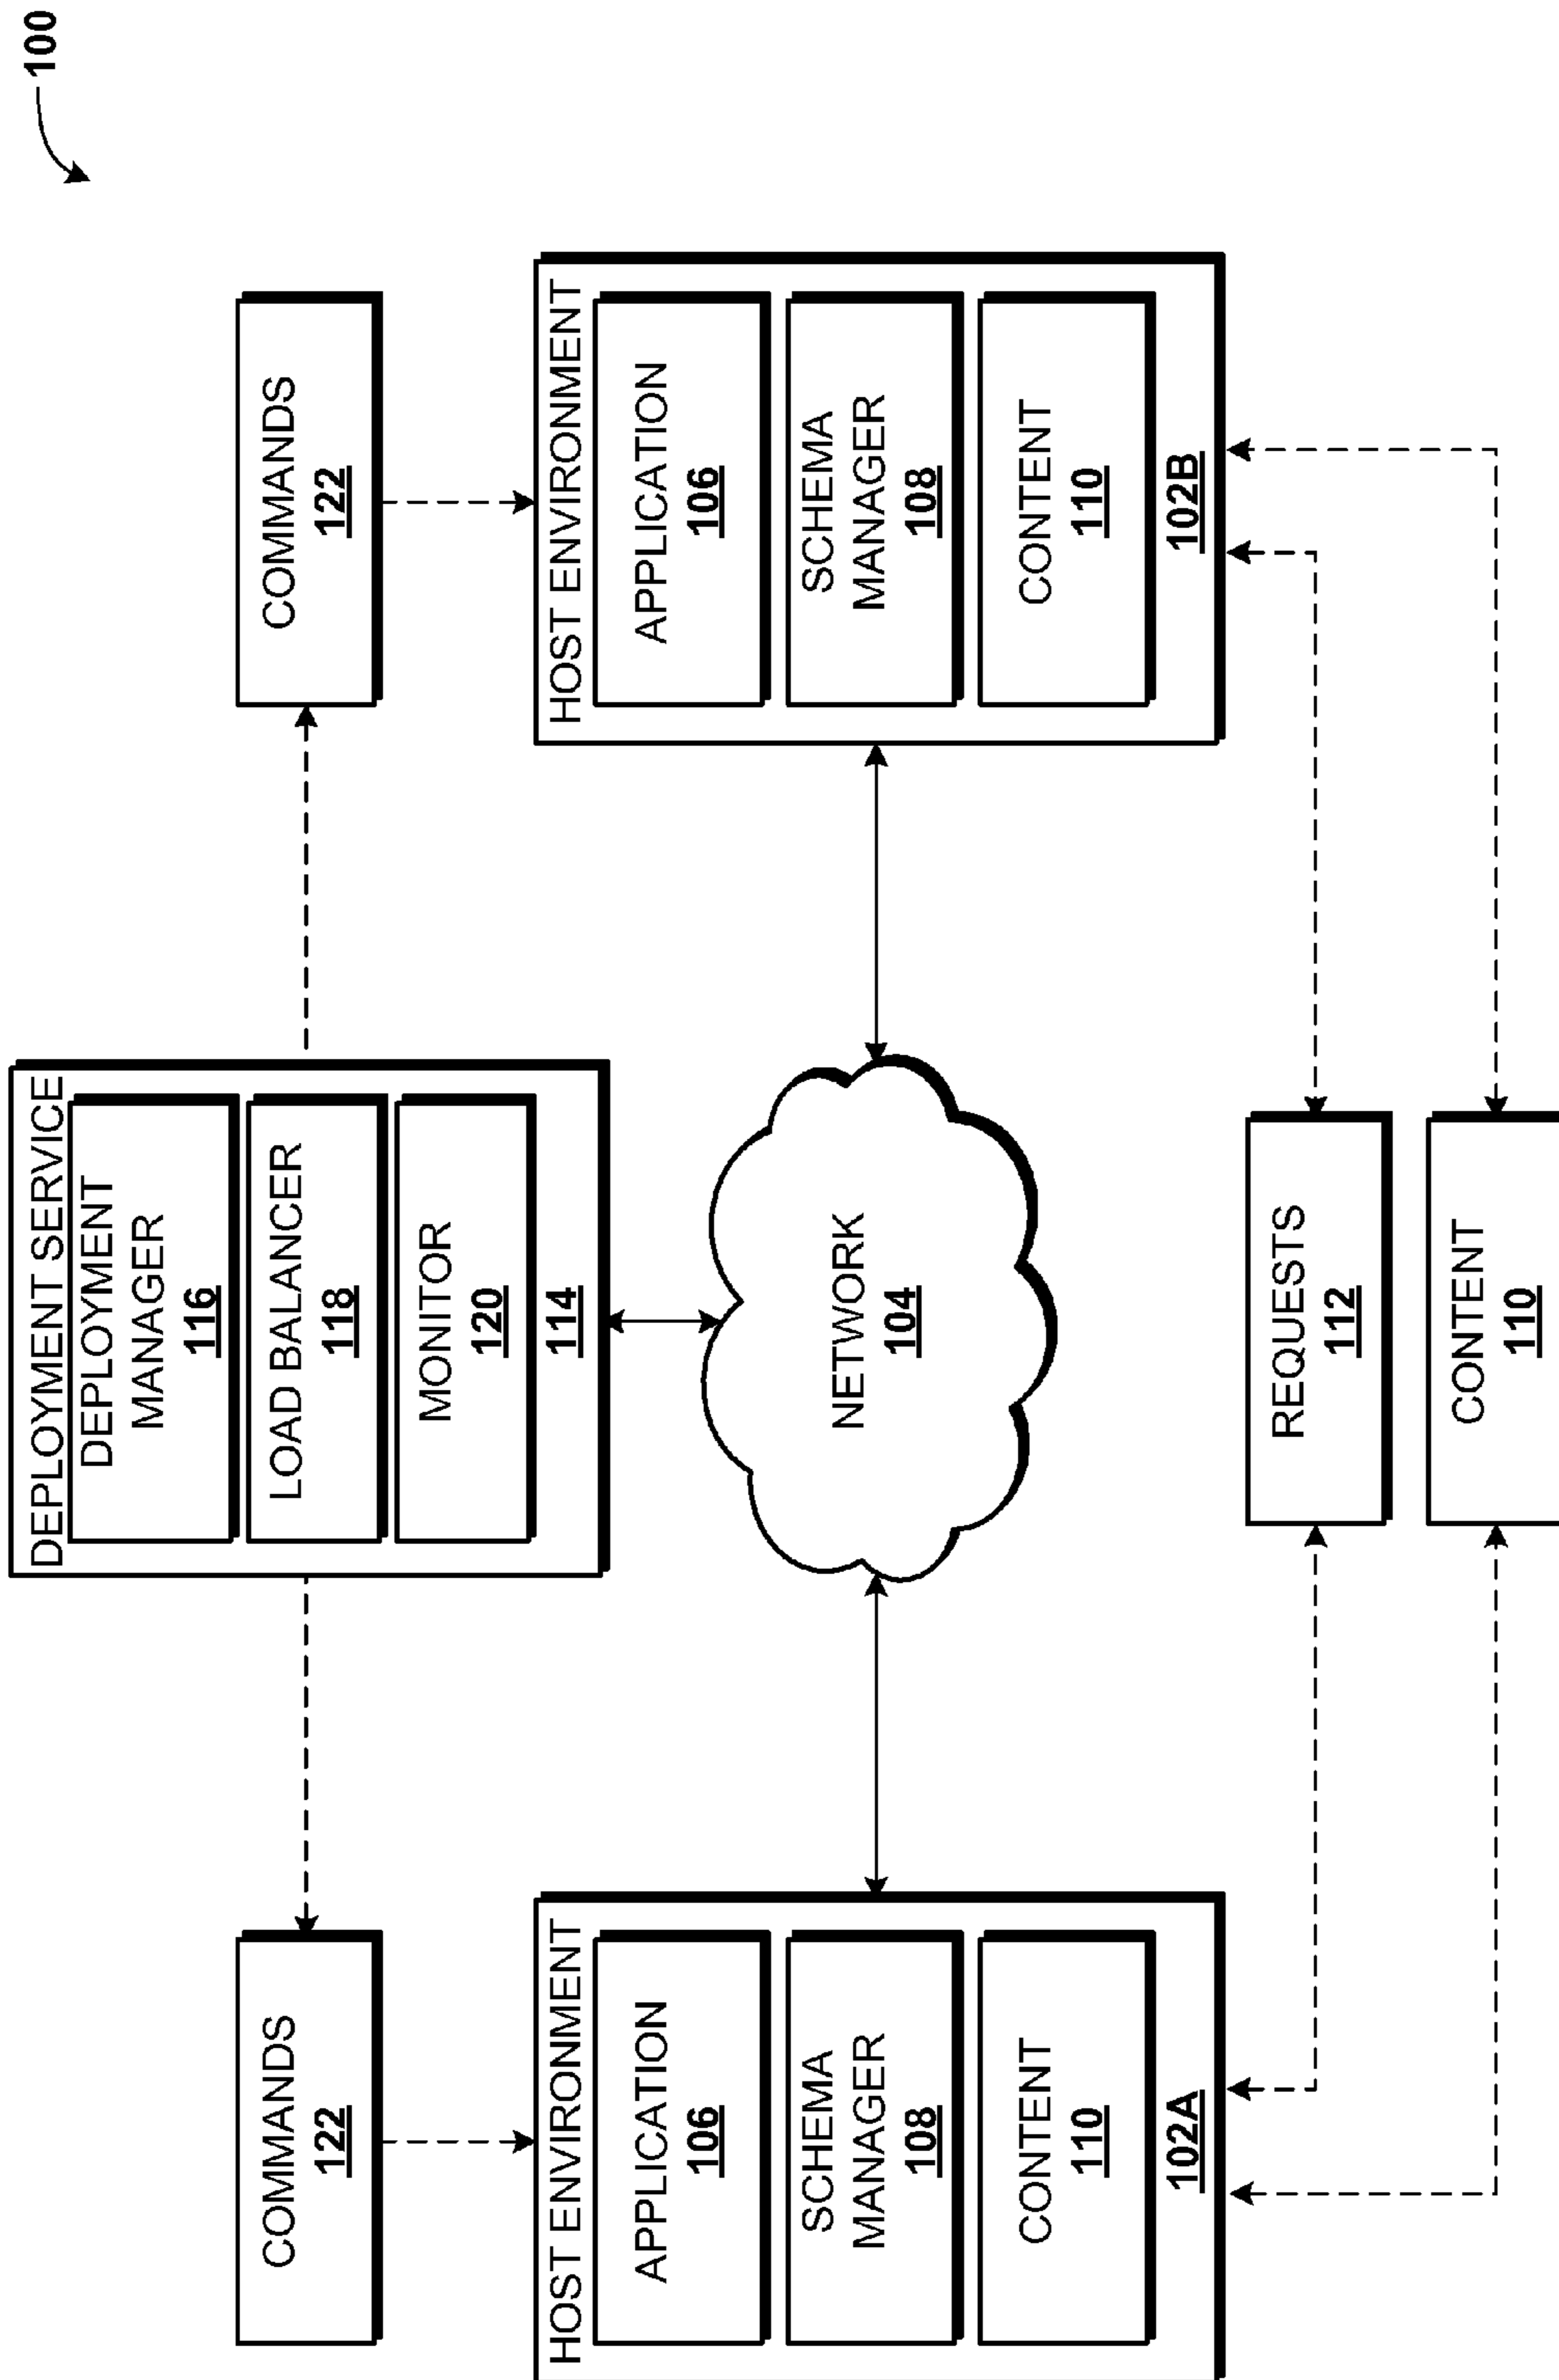 100
DEPLOYMENT SERVICE
DEPLOYMENT
MANAGER
116
LOAD BALANCER
118
MONITOR
120
114
COMMANDS
122
COMMANDS
122
HOST ENVIRONMENT
APPLICATION
106
SCHEMA
MANAGER
108
CONTENT
110
102A
NETWORK
104
HOST ENVIRONMENT
APPLICATION
106
SCHEMA
MANAGER
108
CONTENT
110
102B
REQUESTS
112
CONTENT
110